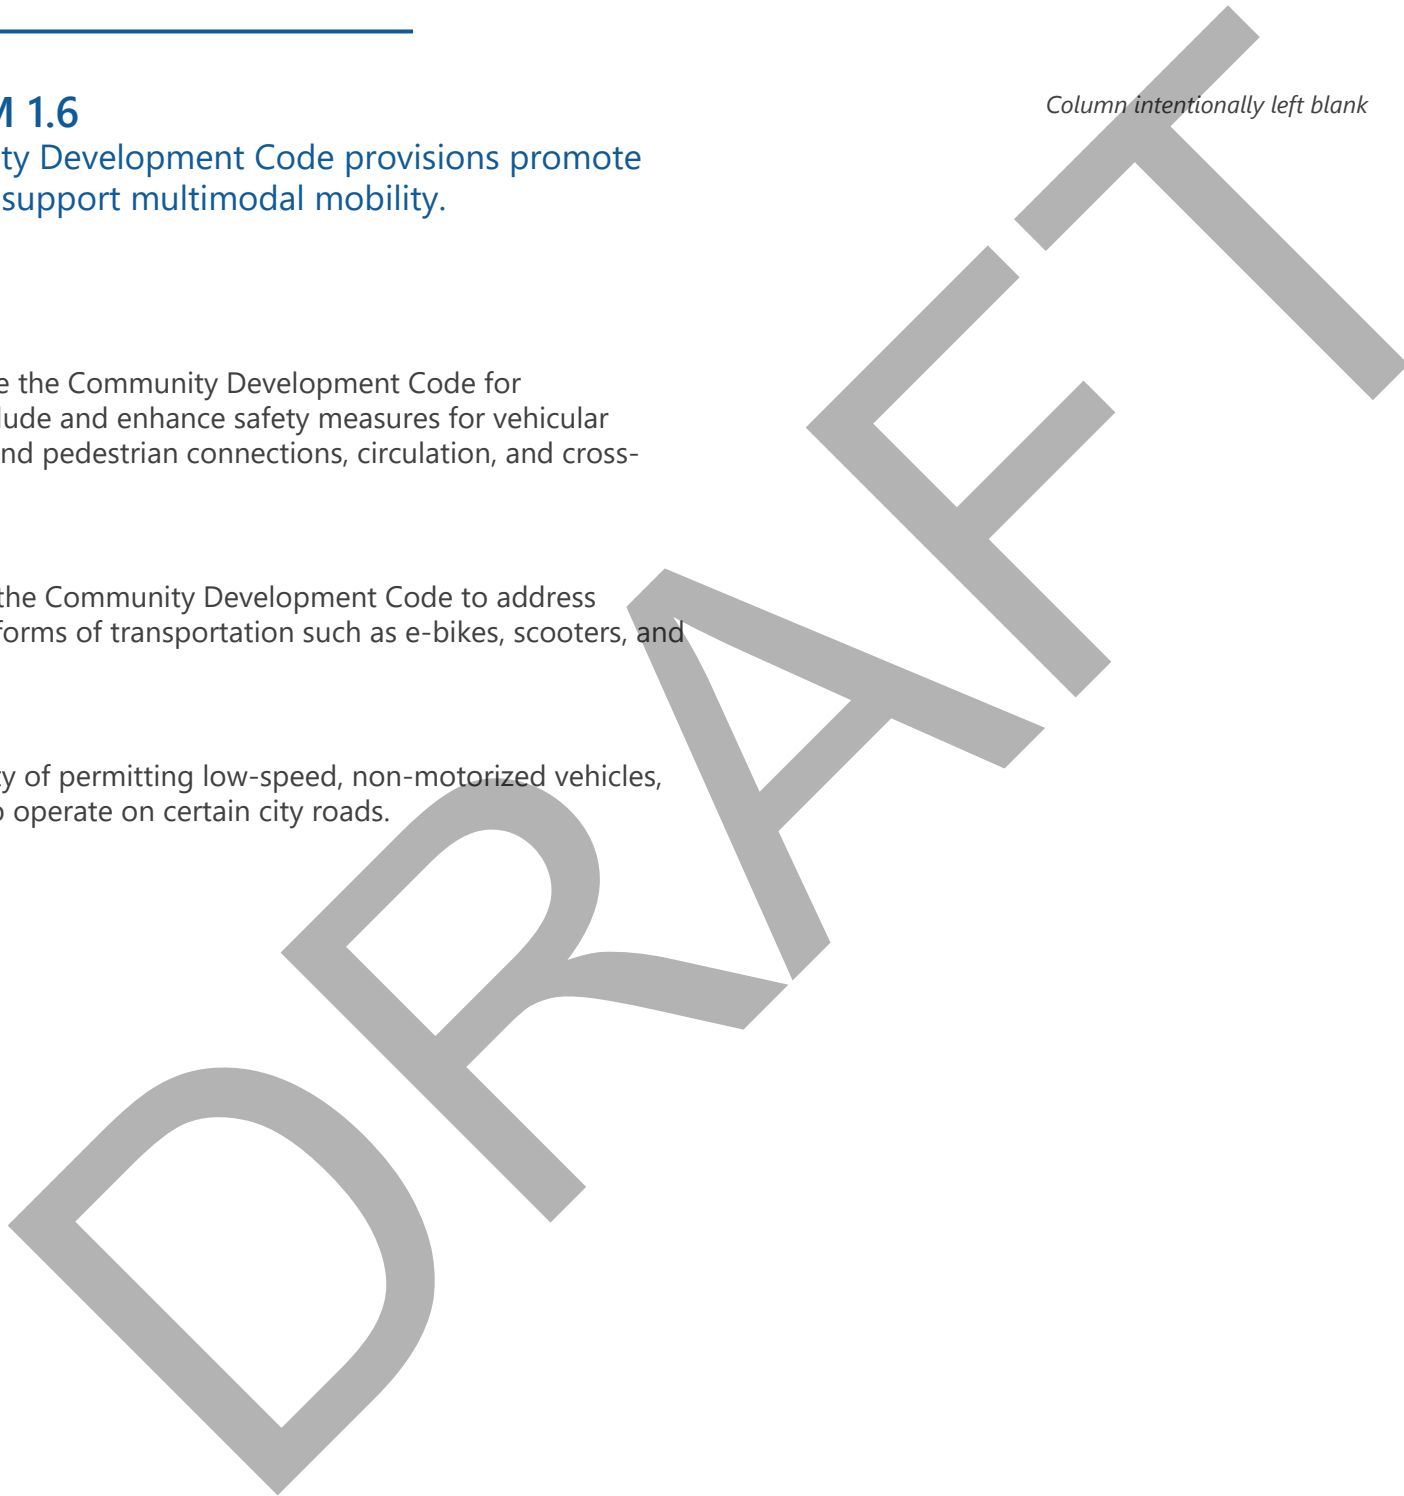 M 1.6
ty Development Code provisions promote
support multimodal mobility.
e the Community Development Code for
lude and enhance safety measures for vehicular
nd pedestrian connections, circulation, and cross-
the Community Development Code to address
forms of transportation such as e-bikes, scooters, and
ty of permitting low-speed, non-motorized vehicles,
o operate on certain city roads.
Column intentionally left blank
DRAFT